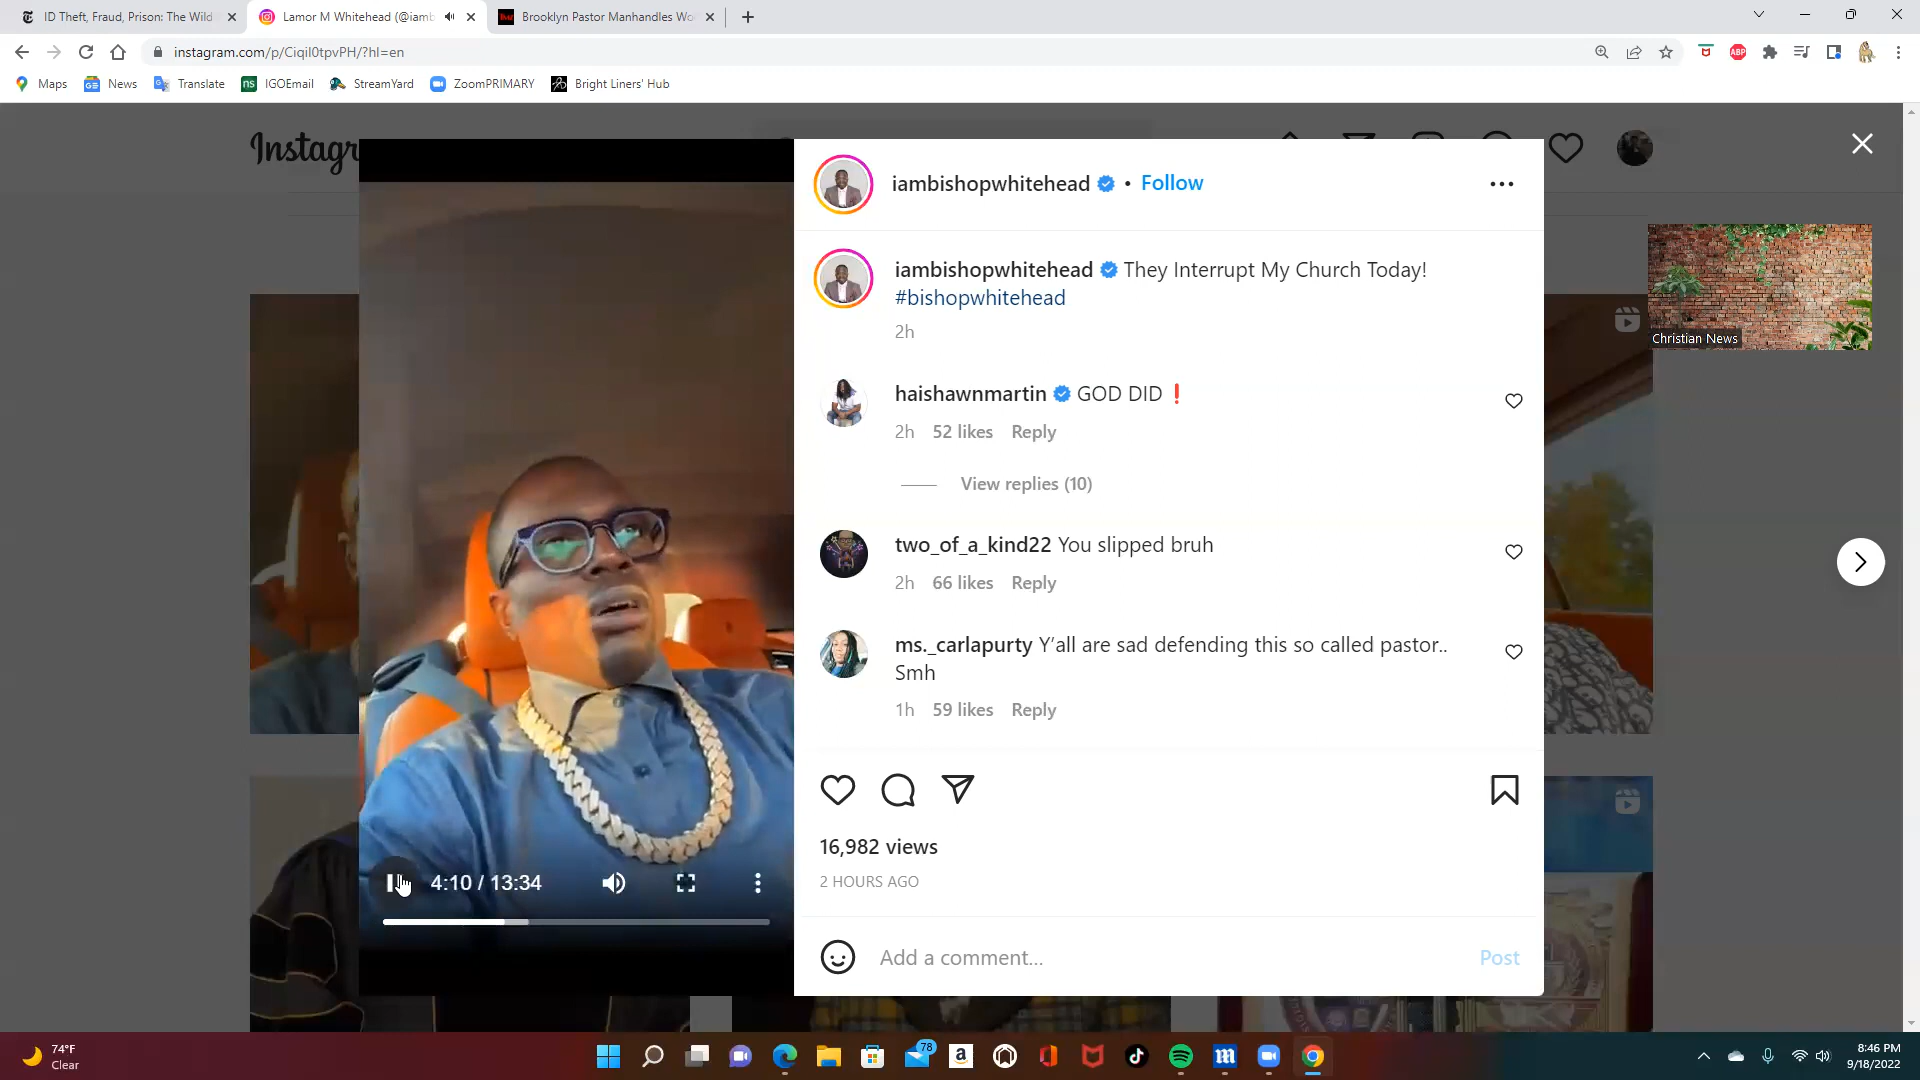 ID Theft, Fraud, Prison: The Wild
Lamor M Whitehead (@iamb
Brooklyn Pastor Manhandles Wo
instagram.com/p/CiqiI0tpvPH/?hl=en
ABP
Maps
News
Translate
ns
IGOEmail
StreamYard
ZoomPRIMARY
Bright Liners' Hub
Instagr
iambishopwhitehead • Follow
iambishopwhitehead They Interrupt My Church Today!
#bishopwhitehead
2h
Christian News
haishawnmartin GOD DID ❗
2h 52 likes Reply
View replies (10)
two_of_a_kind22 You slipped bruh
2h 66 likes Reply
ms._carlapurty Y’all are sad defending this so called pastor..
Smh
1h 59 likes Reply
4:10 / 13:34
16,982 views
2 HOURS AGO
Add a comment...
Post
74°F
Clear
78
a
m
8:46 PM
9/18/2022